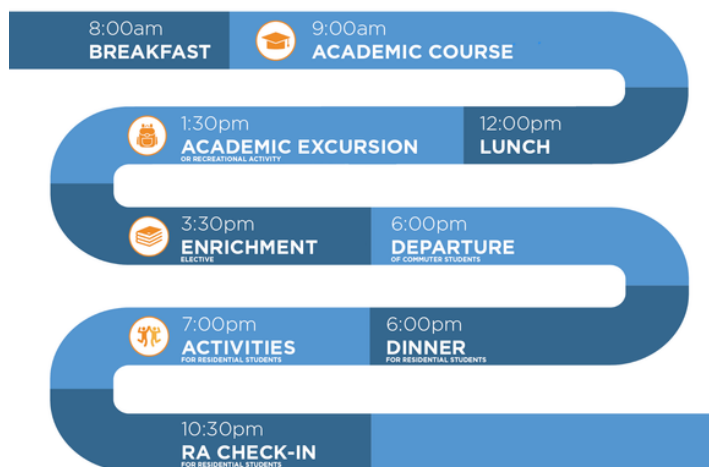 8:00am
BREAKFAST
9:00am
ACADEMIC COURSE
12:00pm
LUNCH
1:30pm
ACADEMIC EXCURSION
OR RECREATIONAL ACTIVITY
3:30pm
ENRICHMENT
ELECTIVE
6:00pm
DEPARTURE
OF COMMUTER STUDENTS
6:00pm
DINNER
FOR RESIDENTIAL STUDENTS
7:00pm
ACTIVITIES
FOR RESIDENTIAL STUDENTS
10:30pm
RA CHECK-IN
FOR RESIDENTIAL STUDENTS